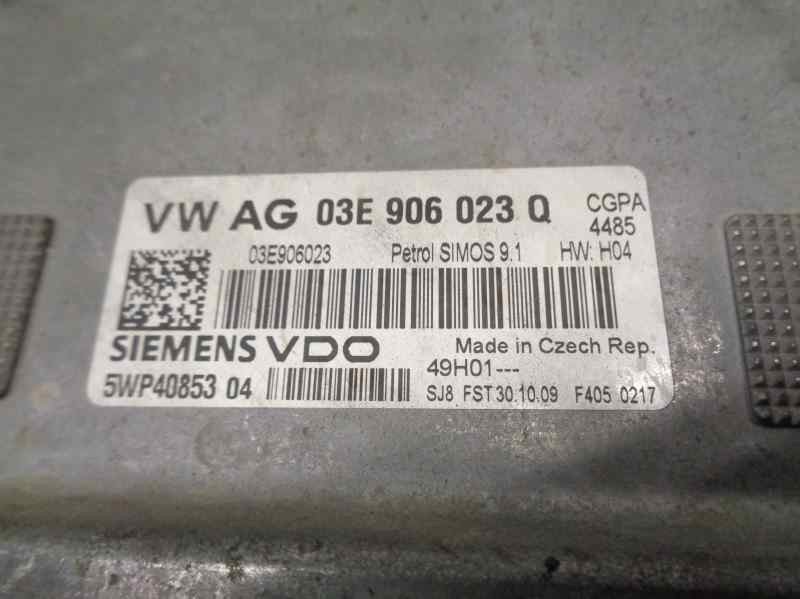 VW AG 03E 906 023 Q CGPA
4485
03E906023 Petrol SIMOS 9.1 HW: H04
SIEMENS VDO Made in Czech Rep.
49H01---
5WP40853 04 SJ8 FST 30.10.09 F405 0217